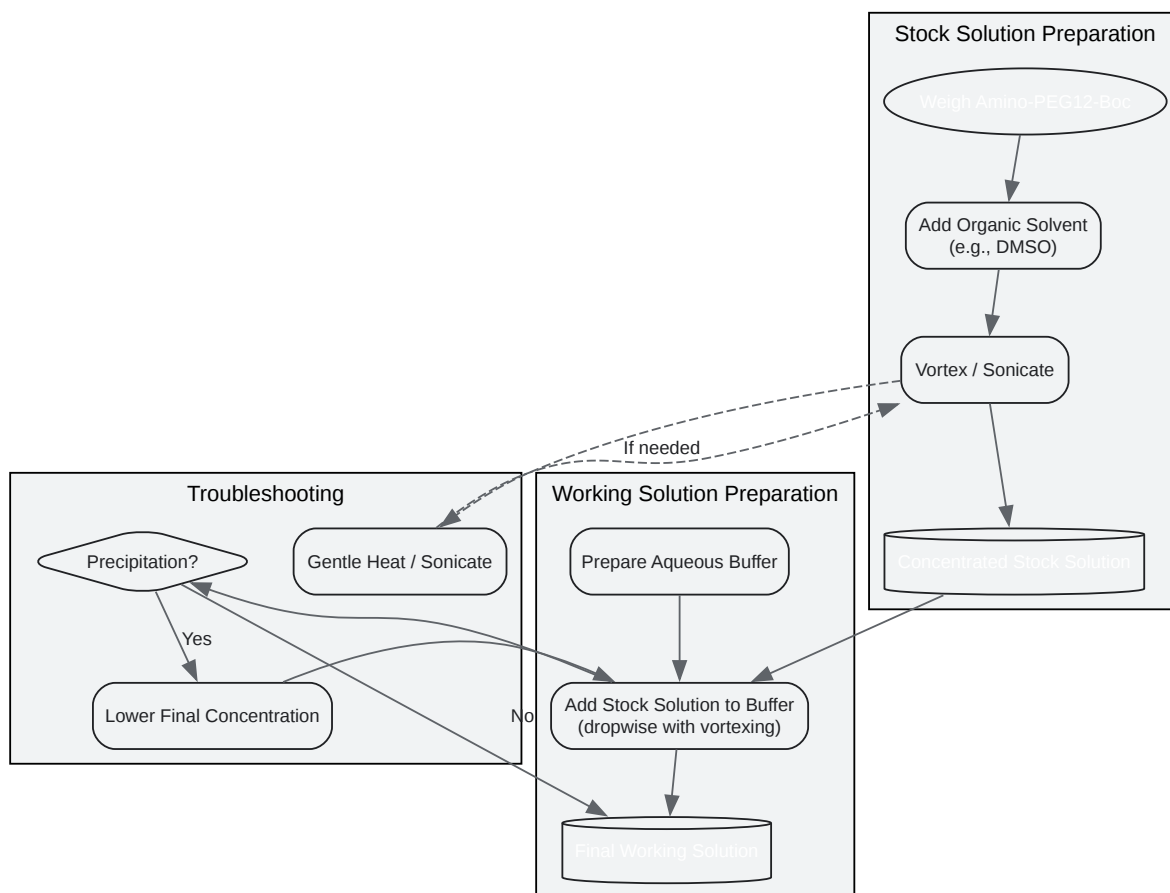 Stock Solution Preparation
Weigh Amino-PEG12-Boc
Add Organic Solvent
(e.g., DMSO)
Vortex / Sonicate
If needed
Troubleshooting
Working Solution Preparation
Precipitation?
Gentle Heat / Sonicate
Prepare Aqueous Buffer
Concentrated Stock Solution
Yes
Lower Final Concentration
No
Add Stock Solution to Buffer
(dropwise with vortexing)
Final Working Solution